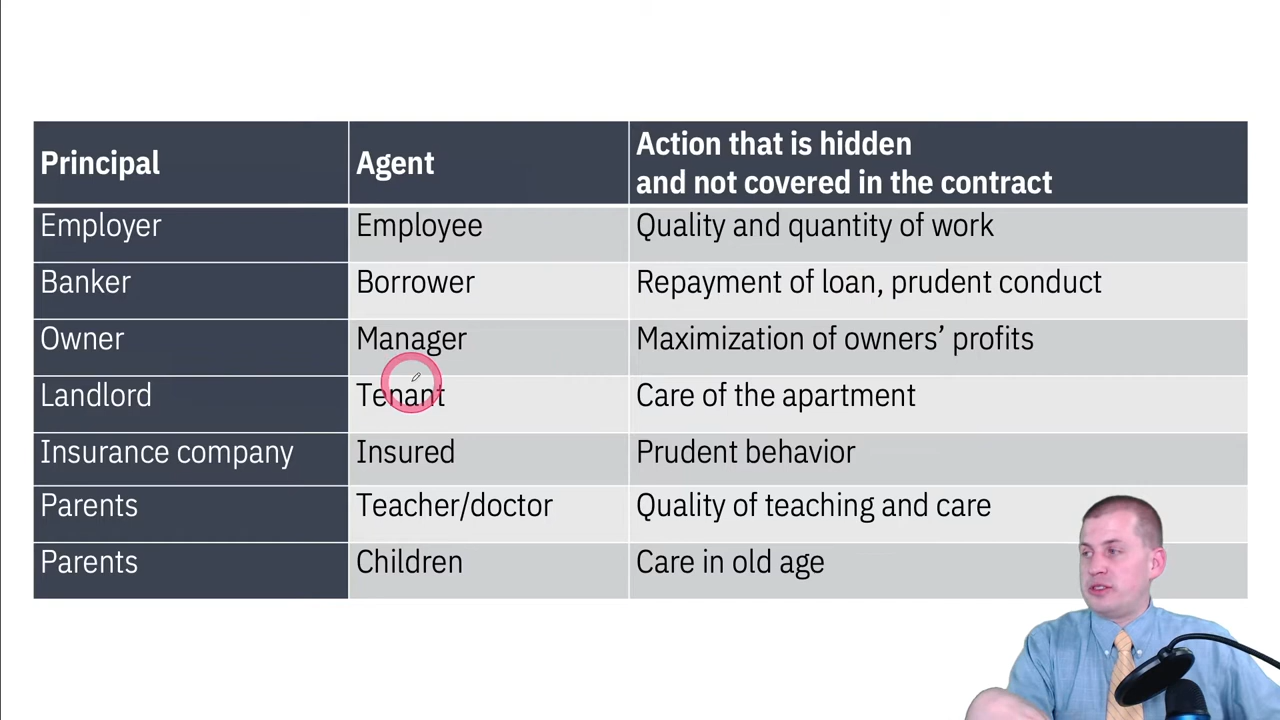 Principal
Agent
Action that is hidden
and not covered in the contract
Employer
Employee
Quality and quantity of work
Banker
Borrower
Repayment of loan, prudent conduct
Owner
Manager
Maximization of owners’ profits
Landlord
Tenant
Care of the apartment
Insurance company
Insured
Prudent behavior
Parents
Teacher/doctor
Quality of teaching and care
Parents
Children
Care in old age